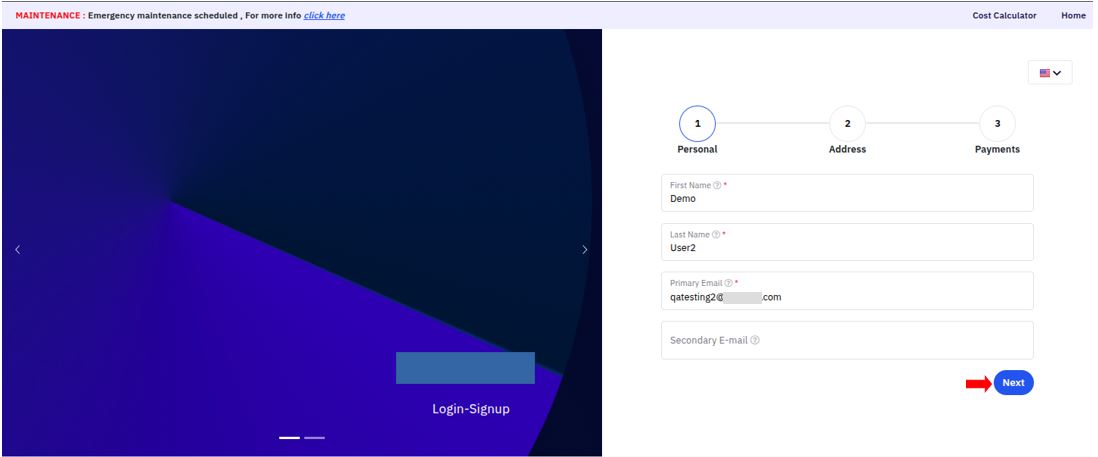 MAINTENANCE : Emergency maintenance scheduled , For more info click here
Cost Calculator Home
1 2 3
Personal Address Payments
First Name ? *
Demo
Last Name ? *
User2
Primary Email ? *
qatesting2@ .com
Secondary E-mail ?
Next
Login-Signup